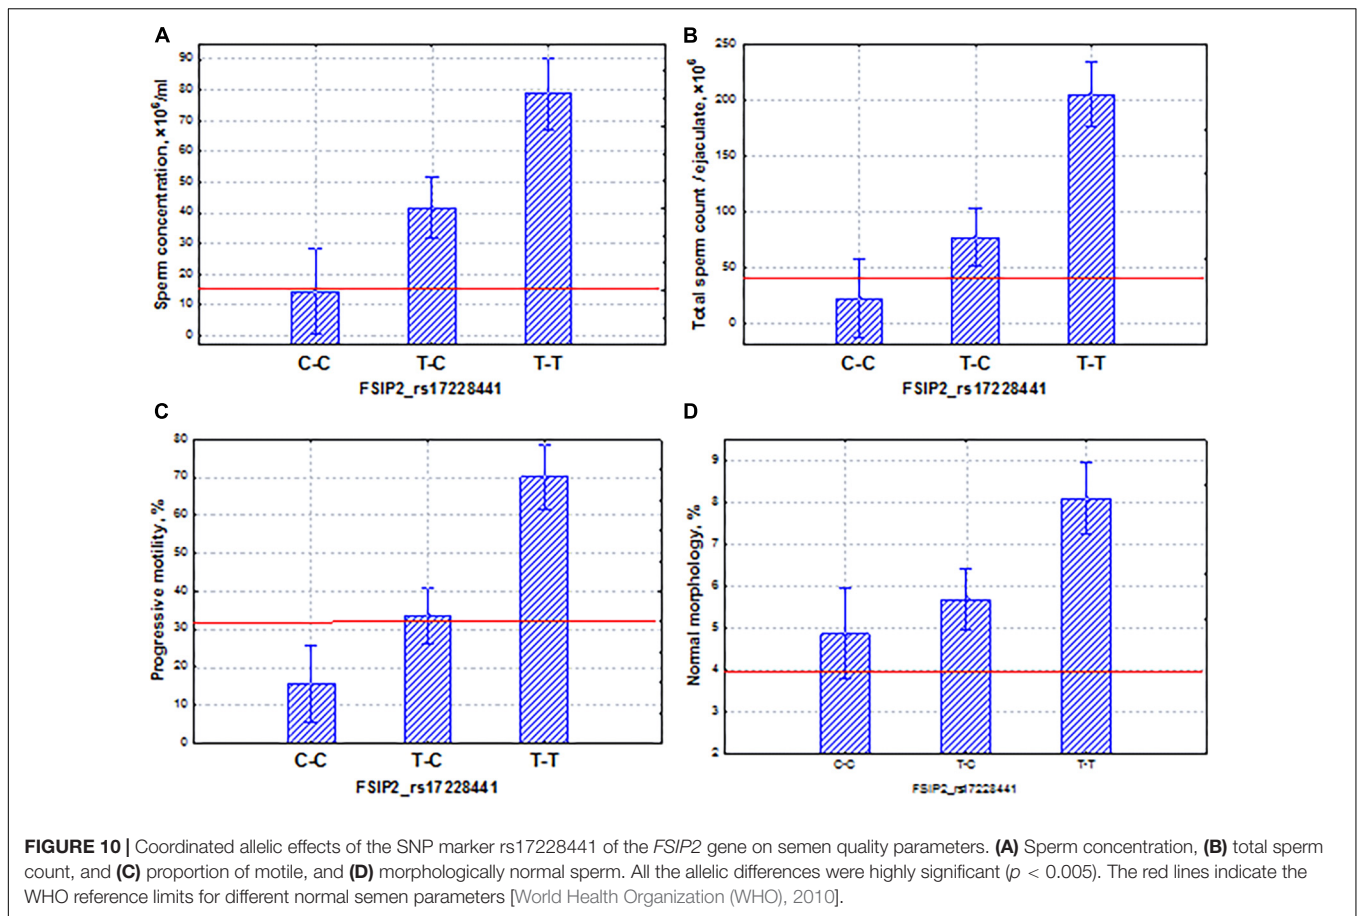 A
Sperm concentration, ×10⁶/ml
90
80
70
60
50
40
30
20
10
0
C-C T-C T-T
FSIP2_rs17228441
B
Total sperm count / ejaculate, ×10⁶
250
200
150
100
50
0
C-C T-C T-T
FSIP2_rs17228441
C
Progressive motility, %
80
70
60
50
40
30
20
10
0
C-C T-C T-T
FSIP2_rs17228441
D
Normal morphology, %
9
8
7
6
5
4
3
2
C-C T-C T-T
FSIP2_rs17228441
FIGURE 10 | Coordinated allelic effects of the SNP marker rs17228441 of the FSIP2 gene on semen quality parameters. (A) Sperm concentration, (B) total sperm
count, and (C) proportion of motile, and (D) morphologically normal sperm. All the allelic differences were highly significant (p < 0.005). The red lines indicate the
WHO reference limits for different normal semen parameters [World Health Organization (WHO), 2010].